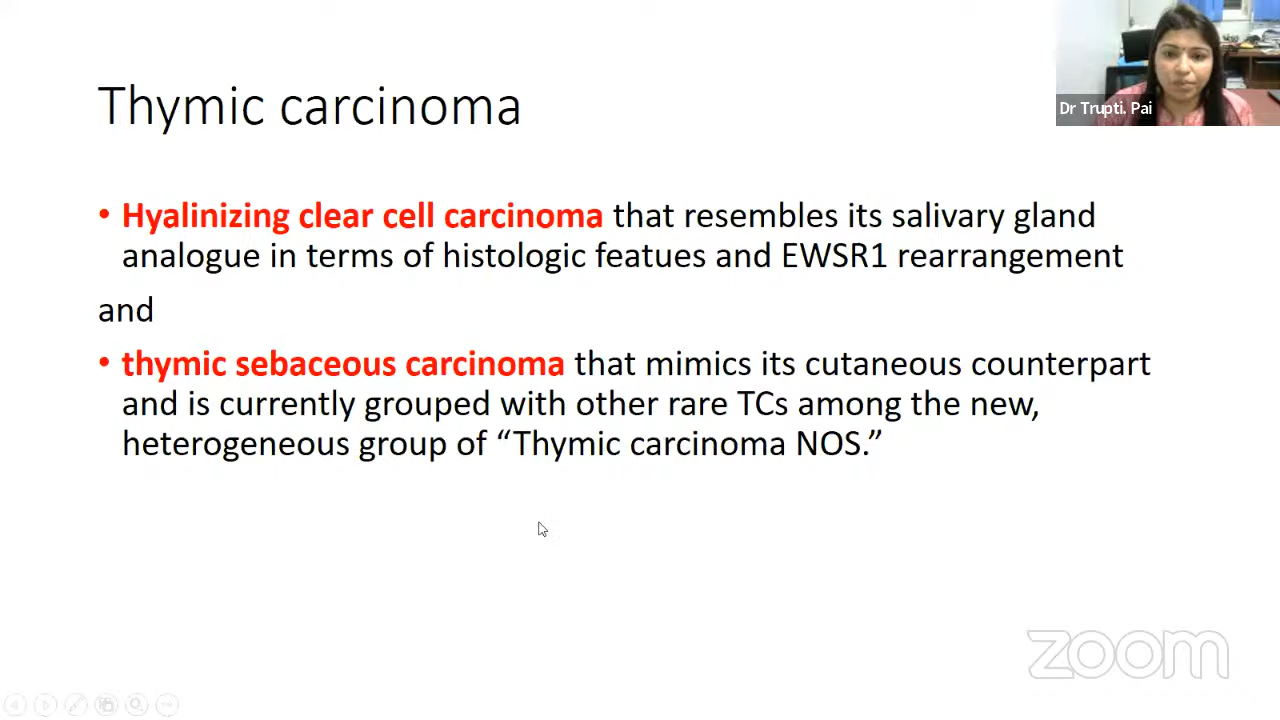 Dr Trupti. Pai
Thymic carcinoma
• Hyalinizing clear cell carcinoma that resembles its salivary gland
analogue in terms of histologic featues and EWSR1 rearrangement
and
• thymic sebaceous carcinoma that mimics its cutaneous counterpart
and is currently grouped with other rare TCs among the new,
heterogeneous group of “Thymic carcinoma NOS.”
zoom